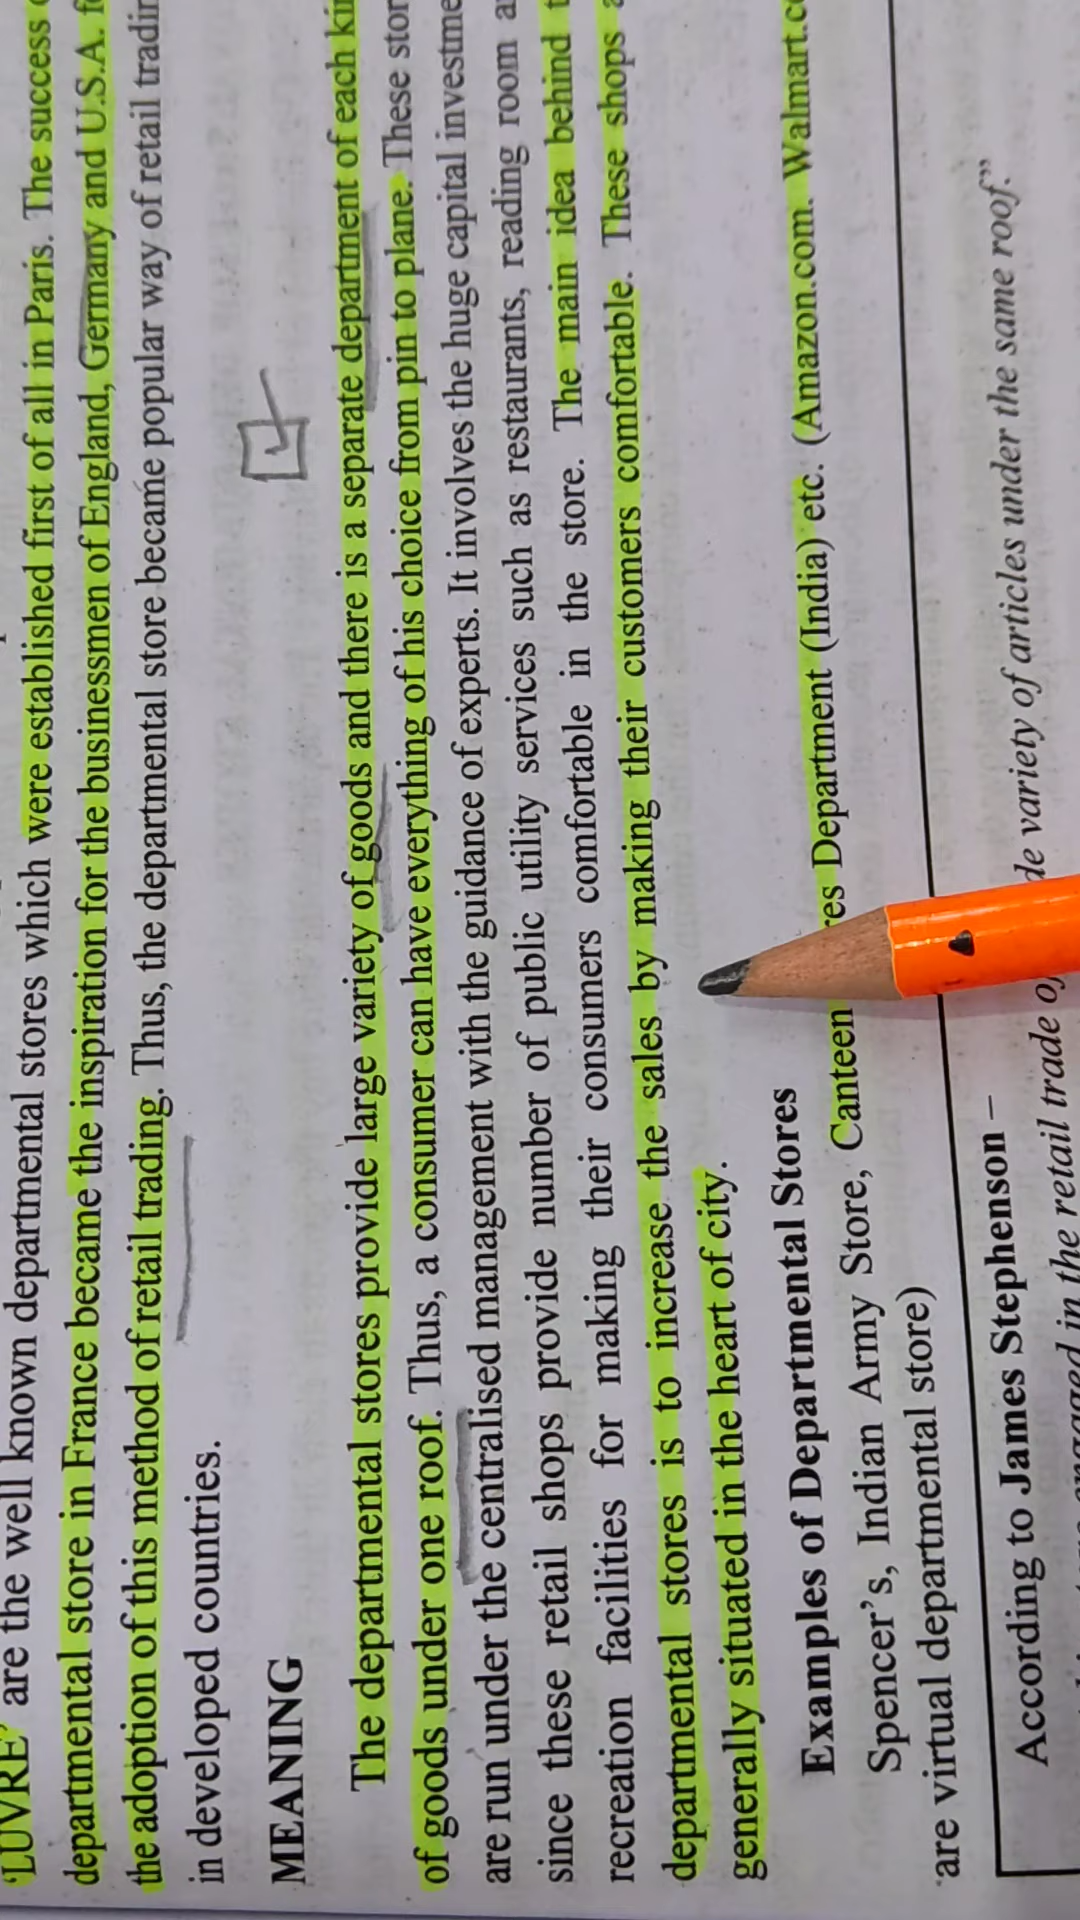 'LUVRE' are the well known departmental stores which were established first of all in Paris. The success
departmental store in France became the inspiration for the businessmen of England, Germany and U.S.A.
the adoption of this method of retail trading. Thus, the departmental store became popular way of retail
in developed countries.
MEANING
The departmental stores provide large variety of goods and there is a separate department of each
of goods under one roof. Thus, a consumer can have everything of his choice from pin to plane. These
are run under the centralised management with the guidance of experts. It involves the huge capital
since these retail shops provide number of public utility services such as restaurants, reading room
recreation facilities for making their consumers comfortable in the store. The main idea behind
departmental stores is to increase the sales by making their customers comfortable. These shops
generally situated in the heart of city.
Examples of Departmental Stores
Spencer's, Indian Army Store, Canteen Department (India) etc. (Amazon.com. Walmart.
are virtual departmental store)
According to James Stephenson –
engaged in the retail trade variety of articles under the same roof."